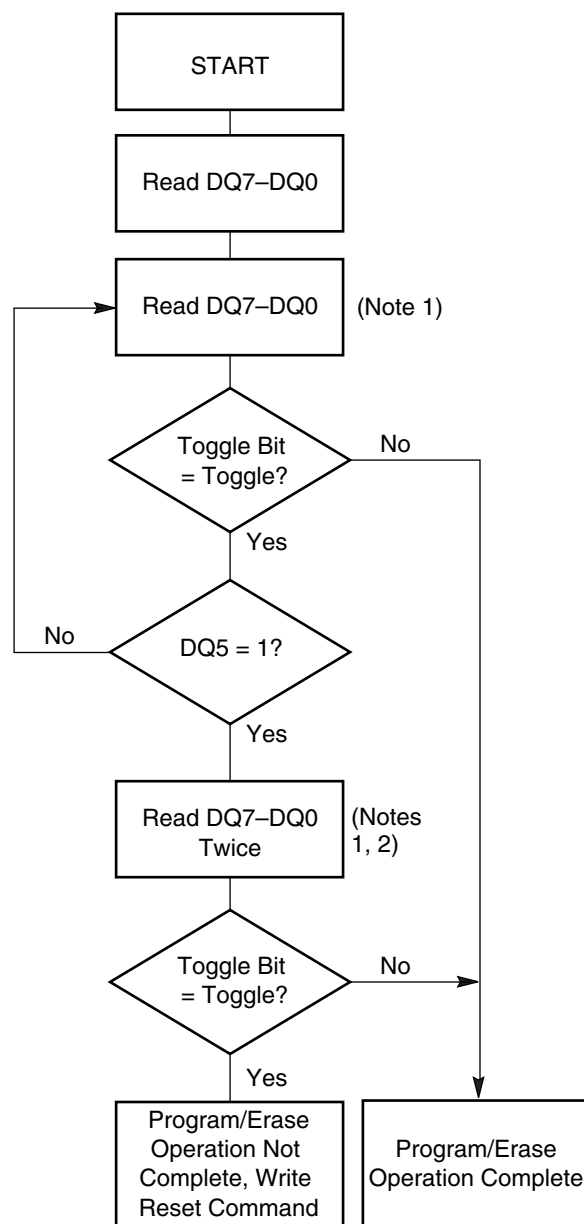 START
Read DQ7–DQ0
Read DQ7–DQ0
(Note 1)
Toggle Bit
= Toggle?
No
Yes
No
DQ5 = 1?
Yes
Read DQ7–DQ0
Twice
(Notes
1, 2)
Toggle Bit
= Toggle?
No
Yes
Program/Erase
Operation Not
Complete, Write
Reset Command
Program/Erase
Operation Complete